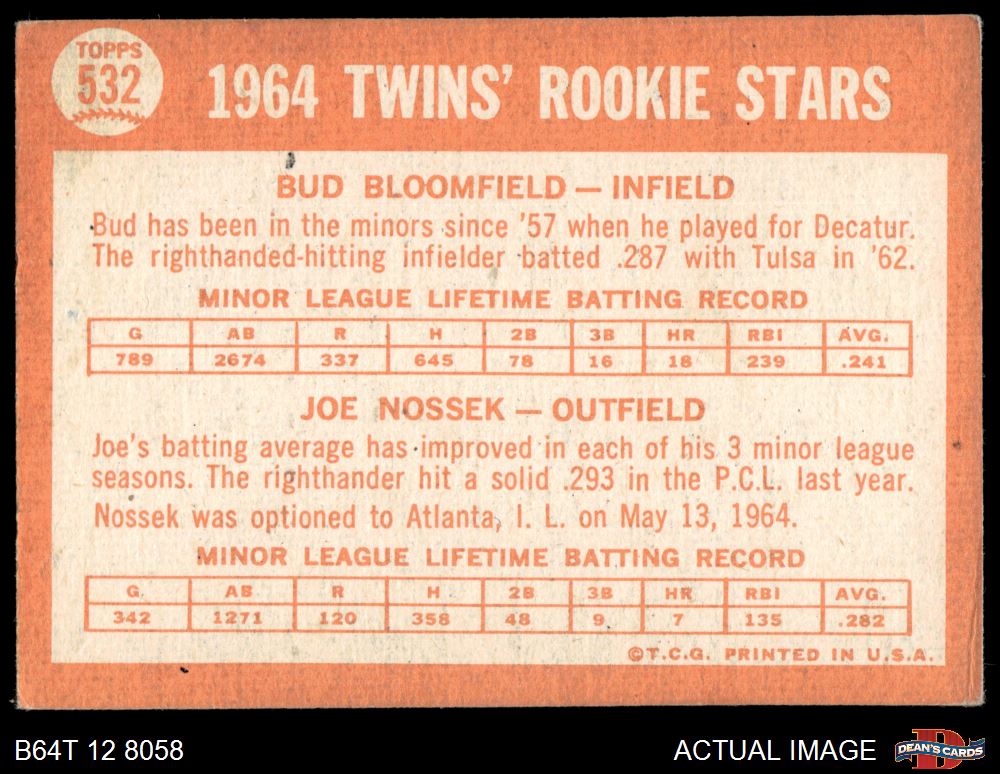 TOPPS
532
1964 TWINS' ROOKIE STARS
BUD BLOOMFIELD — INFIELD
Bud has been in the minors since '57 when he played for Decatur.
The righthanded-hitting infielder batted .287 with Tulsa in '62.
MINOR LEAGUE LIFETIME BATTING RECORD
G AB R H 2B 3B HR RBI AVG.
789 2674 337 645 78 16 18 239 .241
JOE NOSSEK — OUTFIELD
Joe's batting average has improved in each of his 3 minor league
seasons. The righthander hit a solid .293 in the P.C.L. last year.
Nossek was optioned to Atlanta, I. L. on May 13, 1964.
MINOR LEAGUE LIFETIME BATTING RECORD
G. AB R H 2B 3B HR RBI AVG.
342 1271 120 358 48 9 7 135 .282
©T.C.G. PRINTED IN U.S.A.
B64T 12 8058
ACTUAL IMAGE
D
DEAN'S CARDS